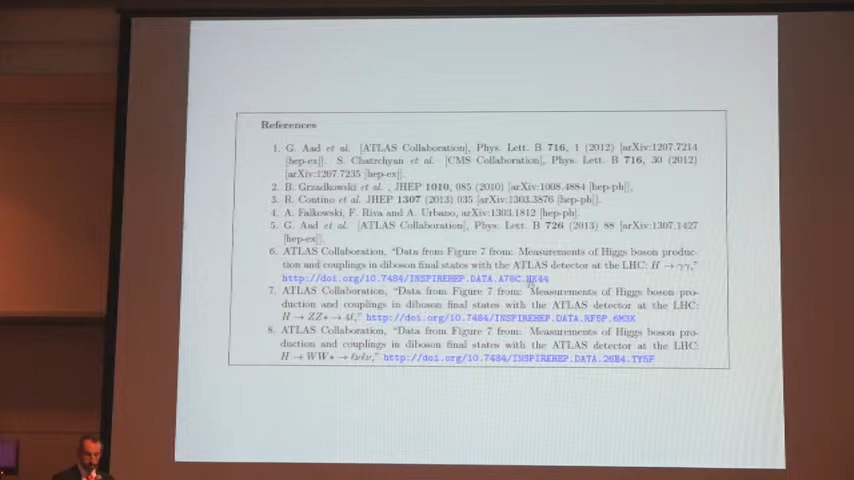 References
1. G. Aad et al. [ATLAS Collaboration], Phys. Lett. B 716, 1 (2012) [arXiv:1207.7214
[hep-ex]]. S. Chatrchyan et al. [CMS Collaboration], Phys. Lett. B 716, 30 (2012)
[arXiv:1207.7235 [hep-ex].
2. B. Grzadkowski et al. , JHEP 1010, 085 (2010) [arXiv:1008.4884 [hep-ph]],
3. R. Contino et al. JHEP 1307 (2013) 035 [arXiv:1303.3876 [hep-ph]].
4. A. Falkowski, F. Riva and A. Urbano, arXiv:1303.1812 [hep-ph].
5. G. Aad et al. [ATLAS Collaboration], Phys. Lett. B 726 (2013) 88 [arXiv:1307.1427
[hep-ex]].
6. ATLAS Collaboration, "Data from Figure 7 from: Measurements of Higgs boson produc-
tion and couplings in diboson final states with the ATLAS detector at the LHC: H → γγ,"
http://doi.org/10.7484/INSPIREHEP.DATA.A78C.HK44
7. ATLAS Collaboration, "Data from Figure 7 from: Measurements of Higgs boson pro-
duction and couplings in diboson final states with the ATLAS detector at the LHC:
H → ZZ* → 4ℓ," http://doi.org/10.7484/INSPIREHEP.DATA.RF5P.6M3K
8. ATLAS Collaboration, "Data from Figure 7 from: Measurements of Higgs boson pro-
duction and couplings in diboson final states with the ATLAS detector at the LHC:
H → WW* → ℓνℓν," http://doi.org/10.7484/INSPIREHEP.DATA.26B4.TY5F